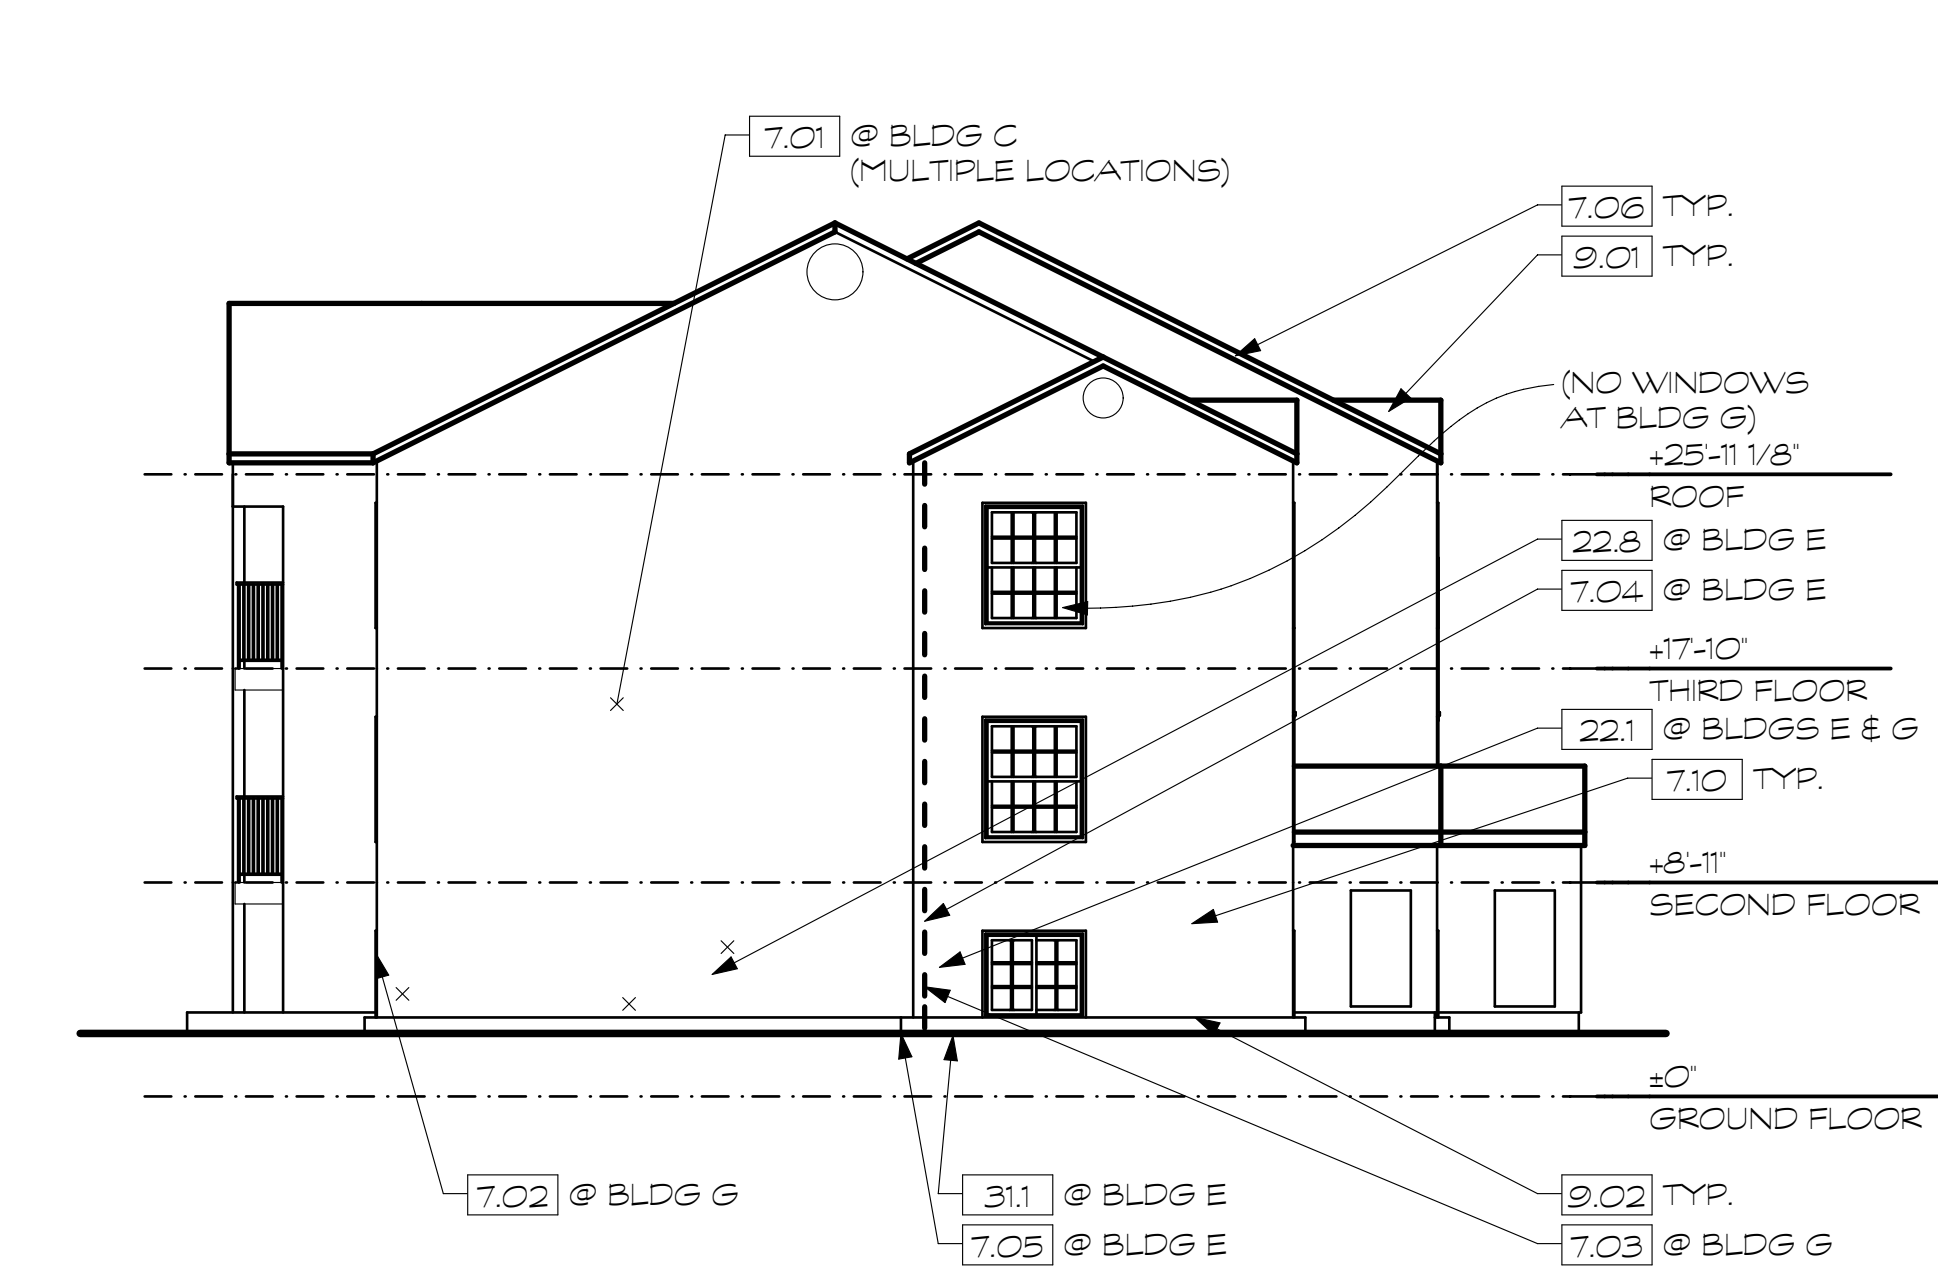 7.01 @ BLDG C
(MULTIPLE LOCATIONS)
7.06 TYP.
9.01 TYP.
(NO WINDOWS
AT BLDG G)
+25'-11 1/8"
ROOF
22.8 @ BLDG E
7.04 @ BLDG E
+17'-10"
THIRD FLOOR
22.1 @ BLDGS E & G
7.10 TYP.
+8'-11"
SECOND FLOOR
±0"
GROUND FLOOR
7.02 @ BLDG G
31.1 @ BLDG E
9.02 TYP.
7.05 @ BLDG E
7.03 @ BLDG G